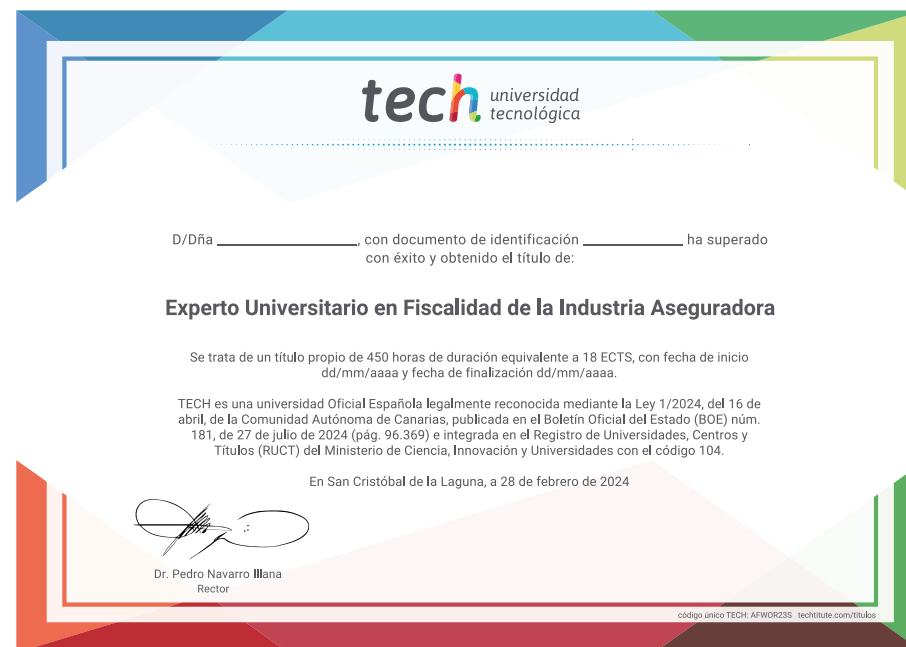 tech universidad
tecnológica
D/Dña ____________________, con documento de identificación ______________ ha superado
con éxito y obtenido el título de:
Experto Universitario en Fiscalidad de la Industria Aseguradora
Se trata de un título propio de 450 horas de duración equivalente a 18 ECTS, con fecha de inicio
dd/mm/aaaa y fecha de finalización dd/mm/aaaa.
TECH es una universidad Oficial Española legalmente reconocida mediante la Ley 1/2024, del 16 de
abril, de la Comunidad Autónoma de Canarias, publicada en el Boletín Oficial del Estado (BOE) núm.
181, de 27 de julio de 2024 (pág. 96.369) e integrada en el Registro de Universidades, Centros y
Títulos (RUCT) del Ministerio de Ciencia, Innovación y Universidades con el código 104.
En San Cristóbal de la Laguna, a 28 de febrero de 2024
Dr. Pedro Navarro Illana
Rector
código único TECH: AFWOR23S techtitute.com/titulos